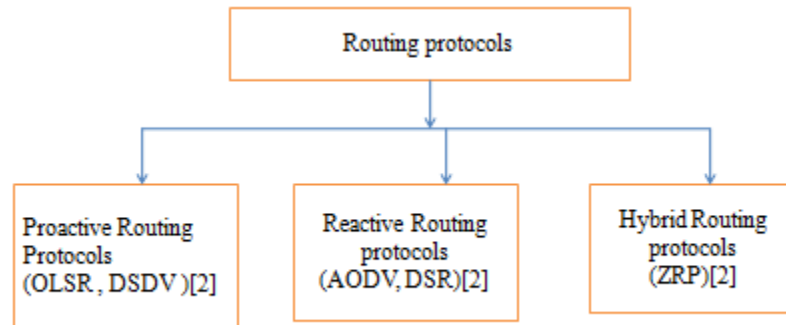 Routing protocols
Proactive Routing
Protocols
(OLSR , DSDV )[2]
Reactive Routing
protocols
(AODV, DSR)[2]
Hybrid Routing
protocols
(ZRP)[2]